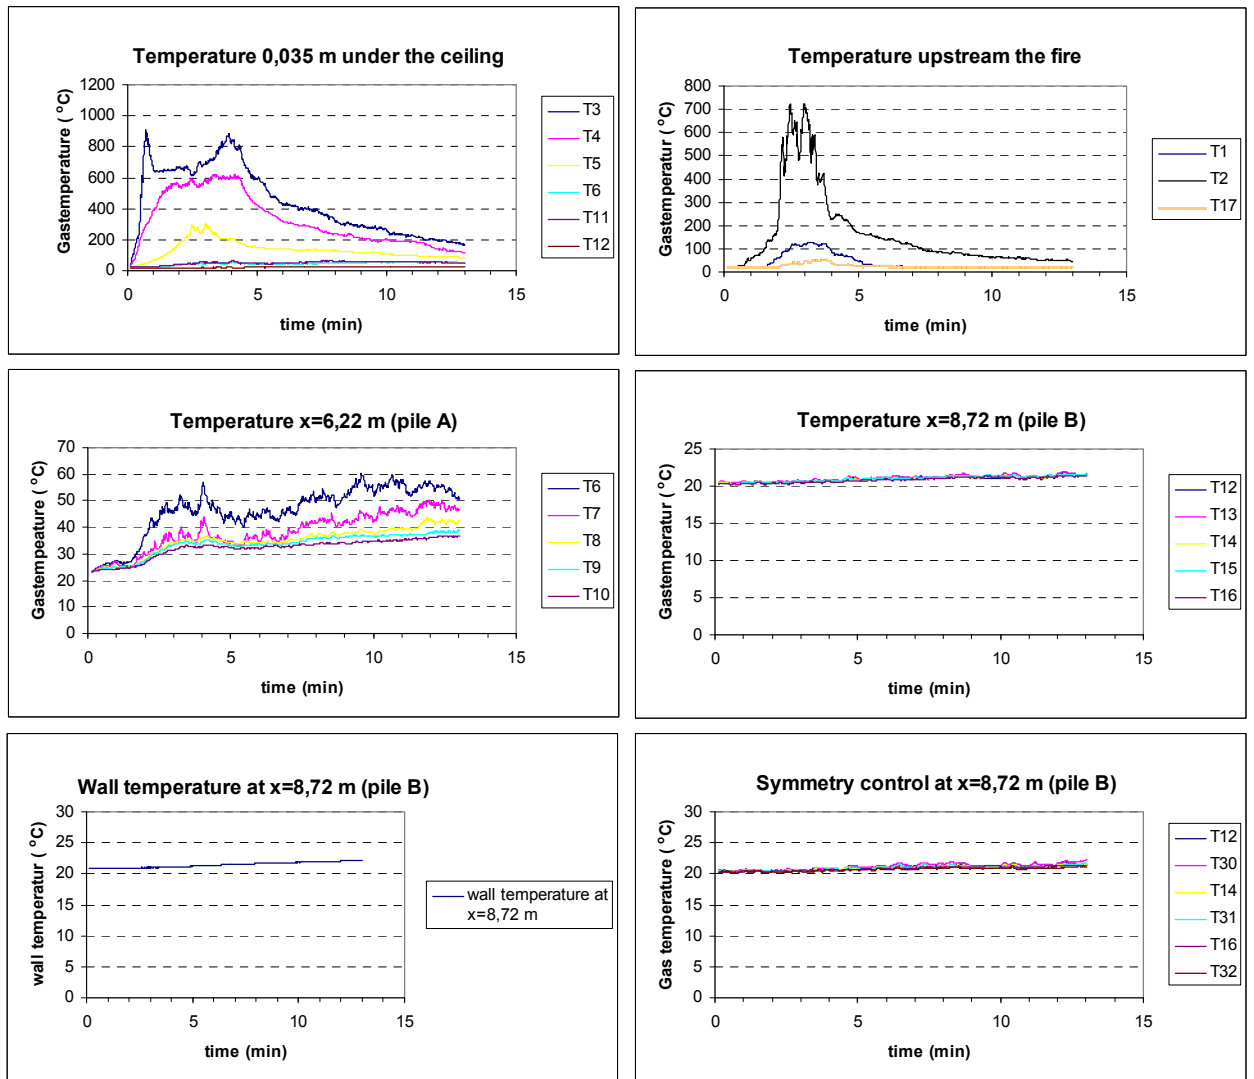 Temperature 0,035 m under the ceiling
Gastemperature ( °C)
1200
1000
800
600
400
200
0
0 5 10 15
time (min)
T3
T4
T5
T6
T11
T12
Temperature upstream the fire
Gastemperatur ( °C)
800
700
600
500
400
300
200
100
0
0 5 10 15
time (min)
T1
T2
T17
Temperature x=6,22 m (pile A)
Gastempeature ( °C)
70
60
50
40
30
20
10
0
0 5 10 15
time (min)
T6
T7
T8
T9
T10
Temperature x=8,72 m (pile B)
Gastemperatur ( °C)
25
20
15
10
5
0
0 5 10 15
time (min)
T12
T13
T14
T15
T16
Wall temperature at x=8,72 m (pile B)
wall temperatur ( °C)
30
25
20
15
10
5
0
0 5 10 15
time (min)
wall temperature at
x=8,72 m
Symmetry control at x=8,72 m (pile B)
Gas temperatur ( °C)
30
25
20
15
10
5
0
0 5 10 15
time (min)
T12
T30
T14
T31
T16
T32